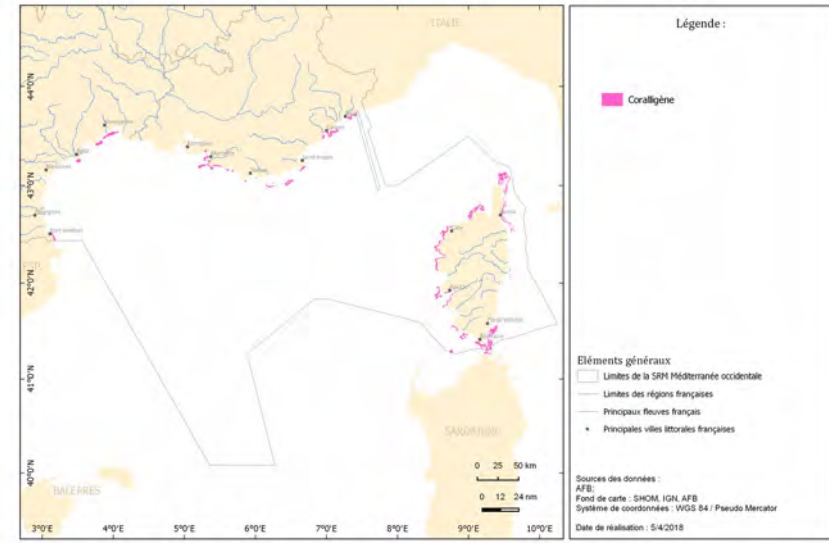 ITALIE
44°0'N
43°0'N
42°0'N
41°0'N
40°0'N
ESP
Calvi
Bastia
Ajaccio
SARDAIGNE
BALEARES
0 25 50 km
0 12 24 nm
3°0'E 4°0'E 5°0'E 6°0'E 7°0'E 8°0'E 9°0'E 10°0'E
Légende :
Coralligène
Eléments généraux
Limites de la SRM Méditerranée occidentale
Limites des régions françaises
Principaux fleuves français
Principales villes littorales françaises
Sources des données :
AFB;
Fond de carte : SHOM, IGN, AFB
Système de coordonnées : WGS 84 / Pseudo Mercator
Date de réalisation : 5/4/2018